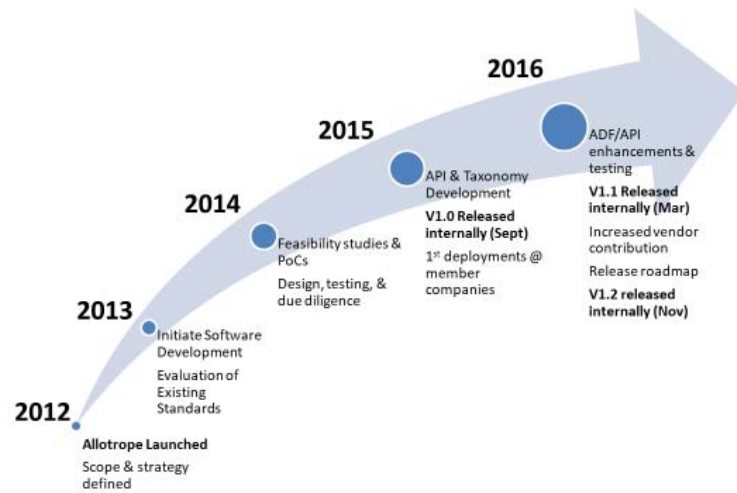 2012
Allotrope Launched
Scope & strategy
defined
2013
Initiate Software
Development
Evaluation of
Existing
Standards
2014
Feasibility studies &
PoCs
Design, testing, &
due diligence
2015
API & Taxonomy
Development
V1.0 Released
internally (Sept)
1st deployments @
member
companies
2016
ADF/API
enhancements &
testing
V1.1 Released
internally (Mar)
Increased vendor
contribution
Release roadmap
V1.2 released
internally (Nov)